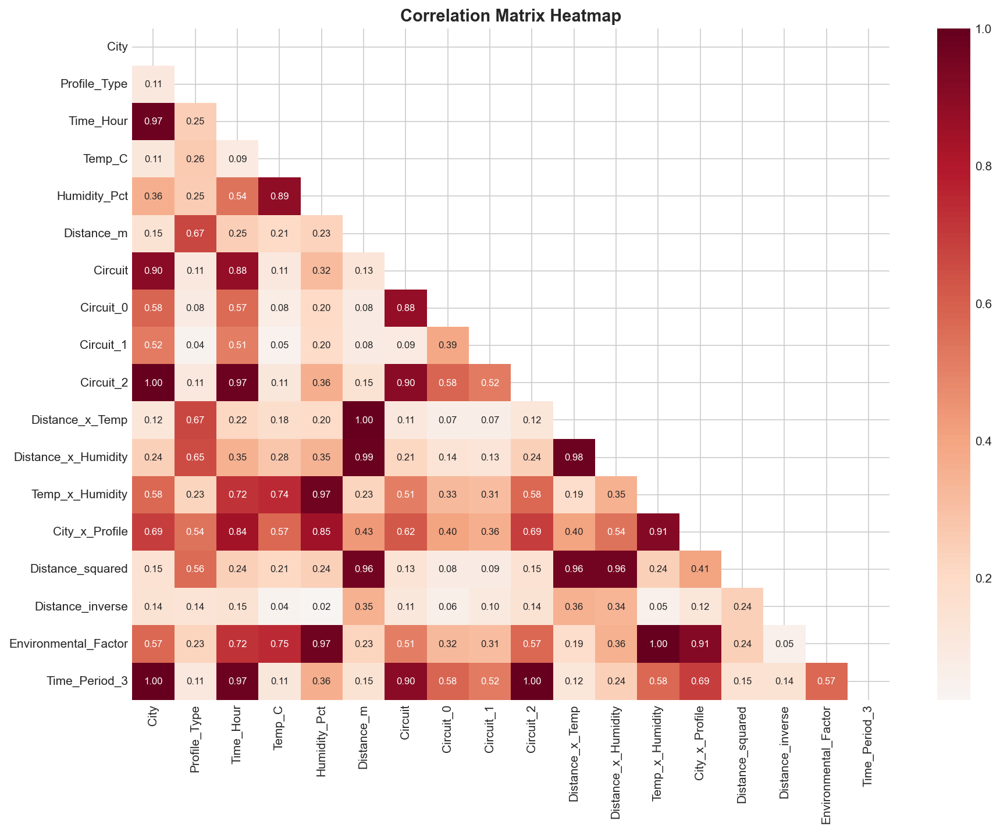 Correlation Matrix Heatmap
City
Profile_Type 0.11
Time_Hour 0.97 0.25
Temp_C 0.11 0.26 0.09
Humidity_Pct 0.36 0.25 0.54 0.89
Distance_m 0.15 0.67 0.25 0.21 0.23
Circuit 0.90 0.11 0.88 0.11 0.32 0.13
Circuit_0 0.58 0.08 0.57 0.08 0.20 0.08 0.88
Circuit_1 0.52 0.04 0.51 0.05 0.20 0.08 0.09 0.39
Circuit_2 1.00 0.11 0.97 0.11 0.36 0.15 0.90 0.58 0.52
Distance_x_Temp 0.12 0.67 0.22 0.18 0.20 1.00 0.11 0.07 0.07 0.12
Distance_x_Humidity 0.24 0.65 0.35 0.28 0.35 0.99 0.21 0.14 0.13 0.24 0.98
Temp_x_Humidity 0.58 0.23 0.72 0.74 0.97 0.23 0.51 0.33 0.31 0.58 0.19 0.35
City_x_Profile 0.69 0.54 0.84 0.57 0.85 0.43 0.62 0.40 0.36 0.69 0.40 0.54 0.91
Distance_squared 0.15 0.56 0.24 0.21 0.24 0.96 0.13 0.08 0.09 0.15 0.96 0.96 0.24 0.41
Distance_inverse 0.14 0.14 0.15 0.04 0.02 0.35 0.11 0.06 0.10 0.14 0.36 0.34 0.05 0.12 0.24
Environmental_Factor 0.57 0.23 0.72 0.75 0.97 0.23 0.51 0.32 0.31 0.57 0.19 0.36 1.00 0.91 0.24 0.05
Time_Period_3 1.00 0.11 0.97 0.11 0.36 0.15 0.90 0.58 0.52 1.00 0.12 0.24 0.58 0.69 0.15 0.14 0.57
City
Profile_Type
Time_Hour
Temp_C
Humidity_Pct
Distance_m
Circuit
Circuit_0
Circuit_1
Circuit_2
Distance_x_Temp
Distance_x_Humidity
Temp_x_Humidity
City_x_Profile
Distance_squared
Distance_inverse
Environmental_Factor
Time_Period_3
1.0
0.8
0.6
0.4
0.2